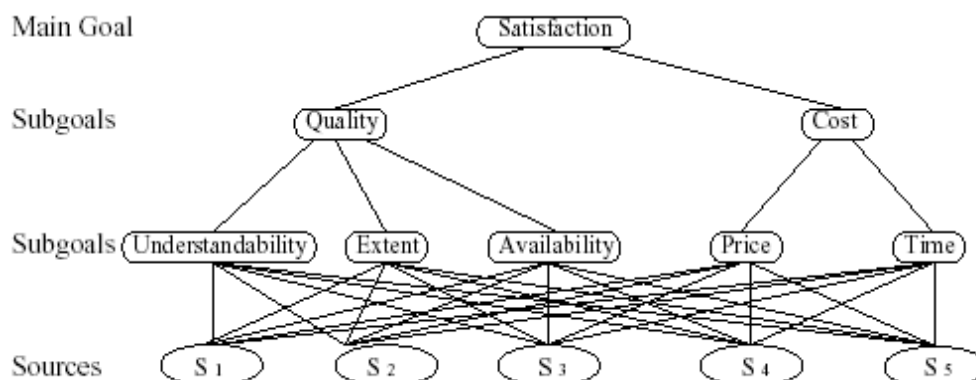 Main Goal Satisfaction
Subgoals Quality Cost
Subgoals Understandability Extent Availability Price Time
Sources S 1 S 2 S 3 S 4 S 5